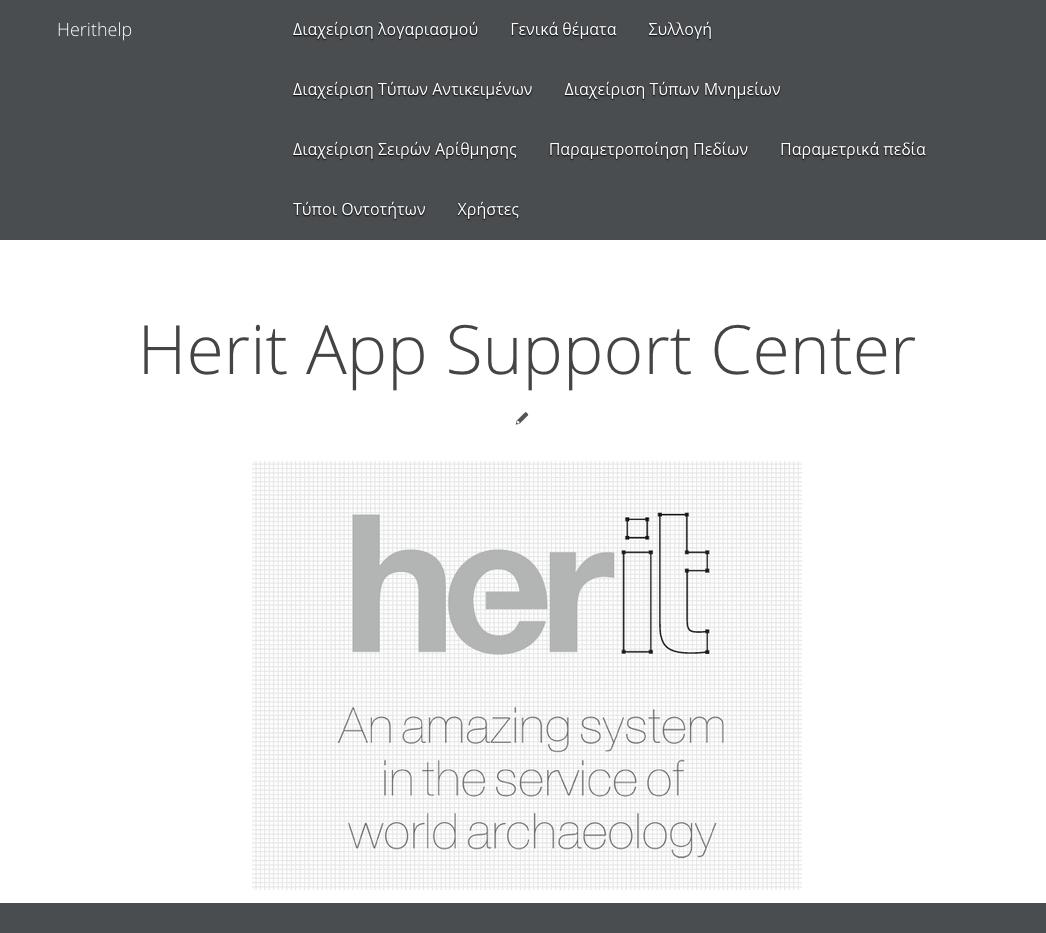 Herithelp
Διαχείριση λογαριασμού Γενικά θέματα Συλλογή
Διαχείριση Τύπων Αντικειμένων Διαχείριση Τύπων Μνημείων
Διαχείριση Σειρών Αρίθμησης Παραμετροποίηση Πεδίων Παραμετρικά πεδία
Τύποι Οντοτήτων Χρήστες
Herit App Support Center
herit
An amazing system
in the service of
world archaeology